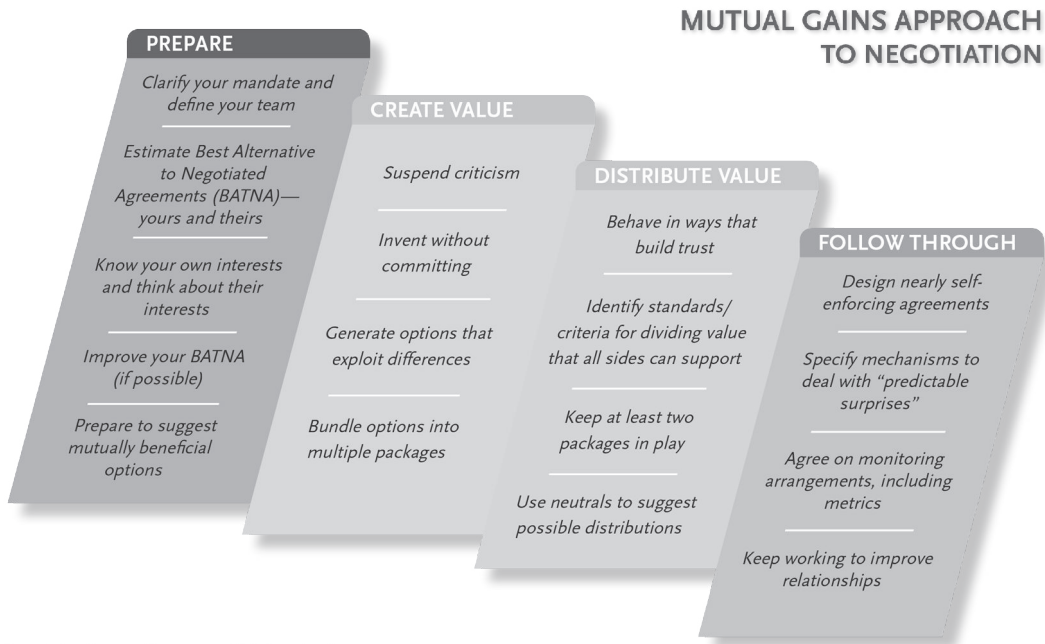 MUTUAL GAINS APPROACH
TO NEGOTIATION
PREPARE
Clarify your mandate and
define your team
Estimate Best Alternative
to Negotiated
Agreements (BATNA)—
yours and theirs
Know your own interests
and think about their
interests
Improve your BATNA
(if possible)
Prepare to suggest
mutually beneficial
options
CREATE VALUE
Suspend criticism
Invent without
committing
Generate options that
exploit differences
Bundle options into
multiple packages
DISTRIBUTE VALUE
Behave in ways that
build trust
Identify standards/
criteria for dividing value
that all sides can support
Keep at least two
packages in play
Use neutrals to suggest
possible distributions
FOLLOW THROUGH
Design nearly self-
enforcing agreements
Specify mechanisms to
deal with “predictable
surprises”
Agree on monitoring
arrangements, including
metrics
Keep working to improve
relationships